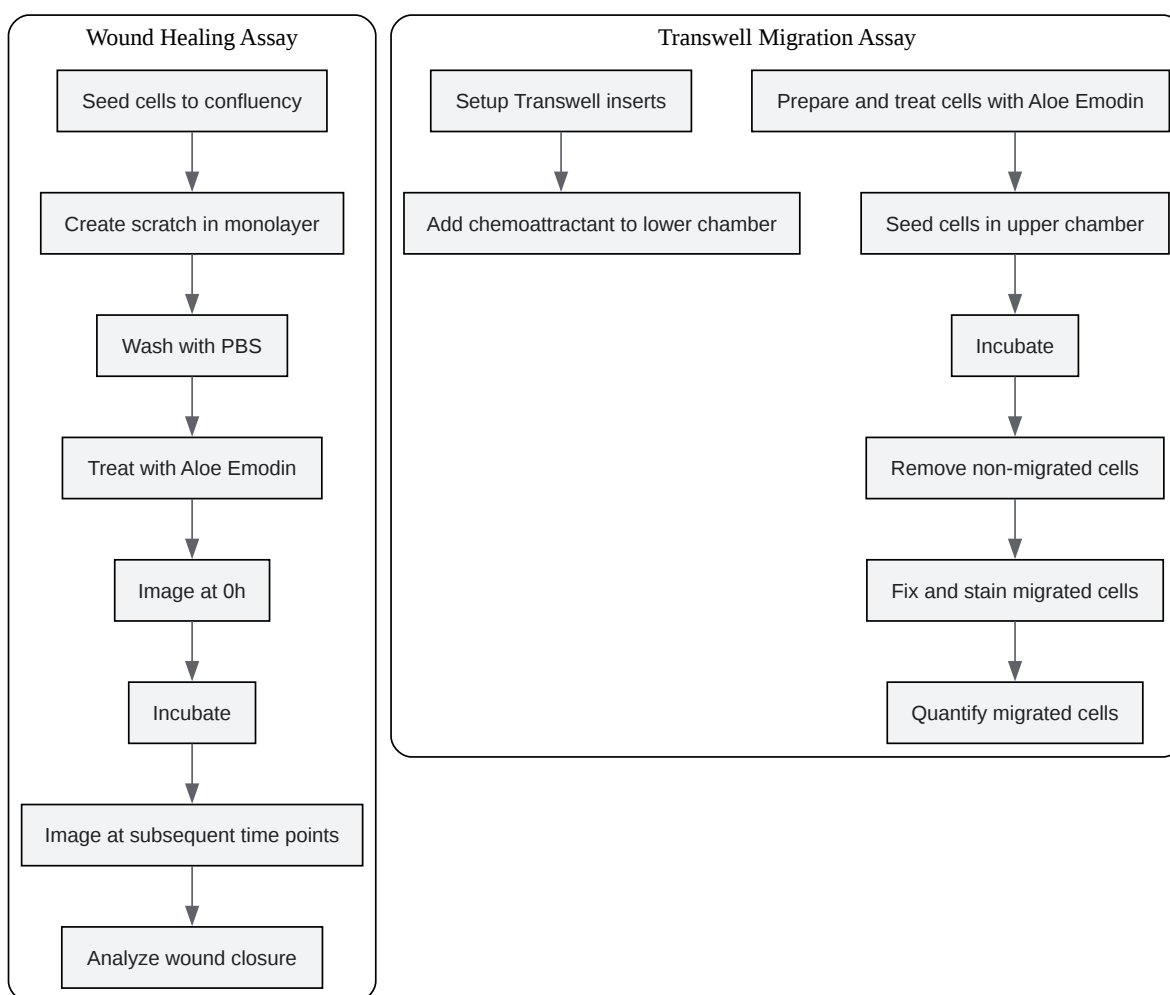 Wound Healing Assay
Seed cells to confluency
Create scratch in monolayer
Wash with PBS
Treat with Aloe Emodin
Image at 0h
Incubate
Image at subsequent time points
Analyze wound closure
Transwell Migration Assay
Setup Transwell inserts
Add chemoattractant to lower chamber
Prepare and treat cells with Aloe Emodin
Seed cells in upper chamber
Incubate
Remove non-migrated cells
Fix and stain migrated cells
Quantify migrated cells